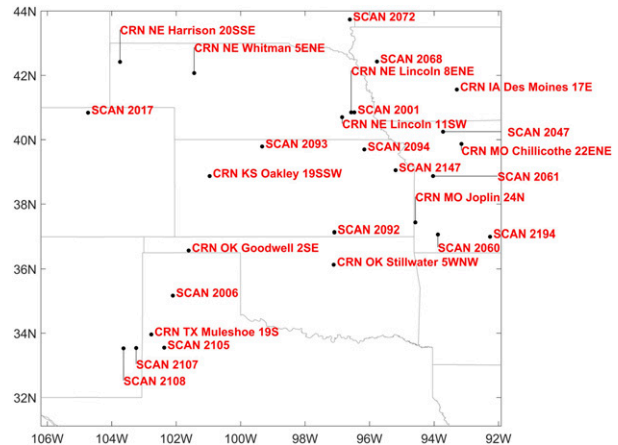 44N
SCAN 2072
CRN NE Harrison 20SSE
CRN NE Whitman 5ENE
SCAN 2068
42N
CRN NE Lincoln 8ENE
CRN IA Des Moines 17E
SCAN 2017
SCAN 2001
CRN NE Lincoln 11SW
SCAN 2047
40N
SCAN 2093
SCAN 2094
CRN MO Chillicothe 22ENE
SCAN 2147
CRN KS Oakley 19SSW
SCAN 2061
38N
CRN MO Joplin 24N
SCAN 2092
SCAN 2194
CRN OK Goodwell 2SE
SCAN 2060
36N
CRN OK Stillwater 5WNW
SCAN 2006
34N
CRN TX Muleshoe 19S
SCAN 2105
SCAN 2107
SCAN 2108
32N
106W 104W 102W 100W 98W 96W 94W 92W